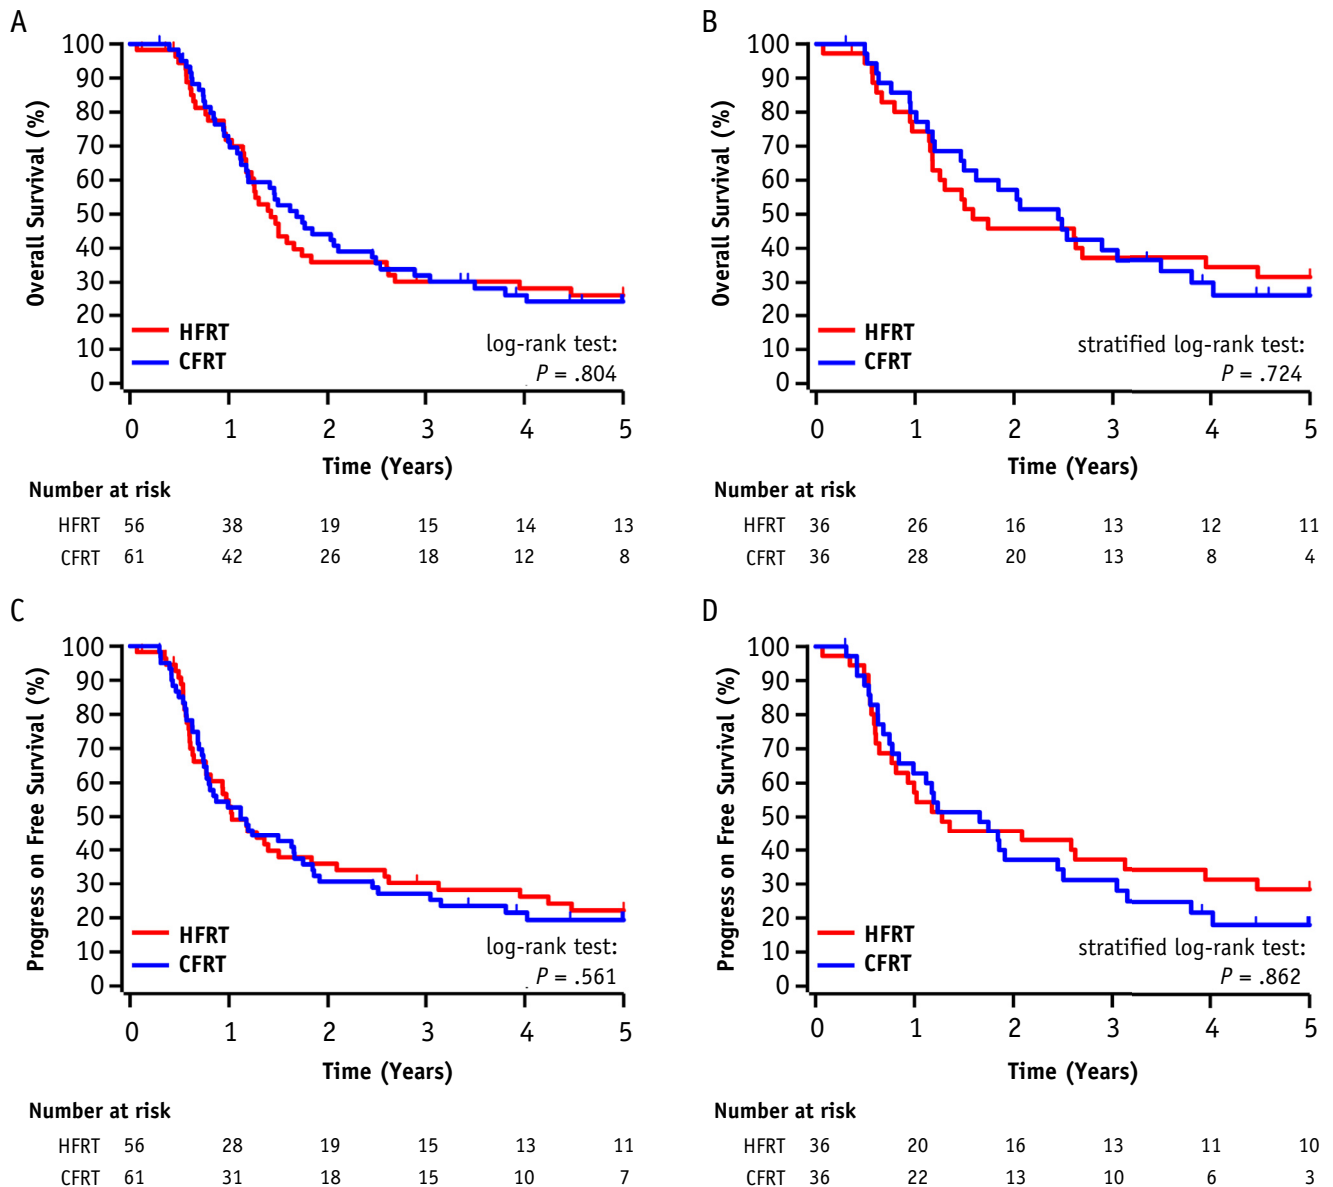 A
100
90
80
70
60
50
40
30
20
10
0
Overall Survival (%)
HFRT
CFRT
log-rank test:
P = .804
0 1 2 3 4 5
Time (Years)
Number at risk
HFRT 56 38 19 15 14 13
CFRT 61 42 26 18 12 8
B
100
90
80
70
60
50
40
30
20
10
0
Overall Survival (%)
HFRT
CFRT
stratified log-rank test:
P = .724
0 1 2 3 4 5
Time (Years)
Number at risk
HFRT 36 26 16 13 12 11
CFRT 36 28 20 13 8 4
C
100
90
80
70
60
50
40
30
20
10
0
Progress on Free Survival (%)
HFRT
CFRT
log-rank test:
P = .561
0 1 2 3 4 5
Time (Years)
Number at risk
HFRT 56 28 19 15 13 11
CFRT 61 31 18 15 10 7
D
100
90
80
70
60
50
40
30
20
10
0
Progress on Free Survival (%)
HFRT
CFRT
stratified log-rank test:
P = .862
0 1 2 3 4 5
Time (Years)
Number at risk
HFRT 36 20 16 13 11 10
CFRT 36 22 13 10 6 3